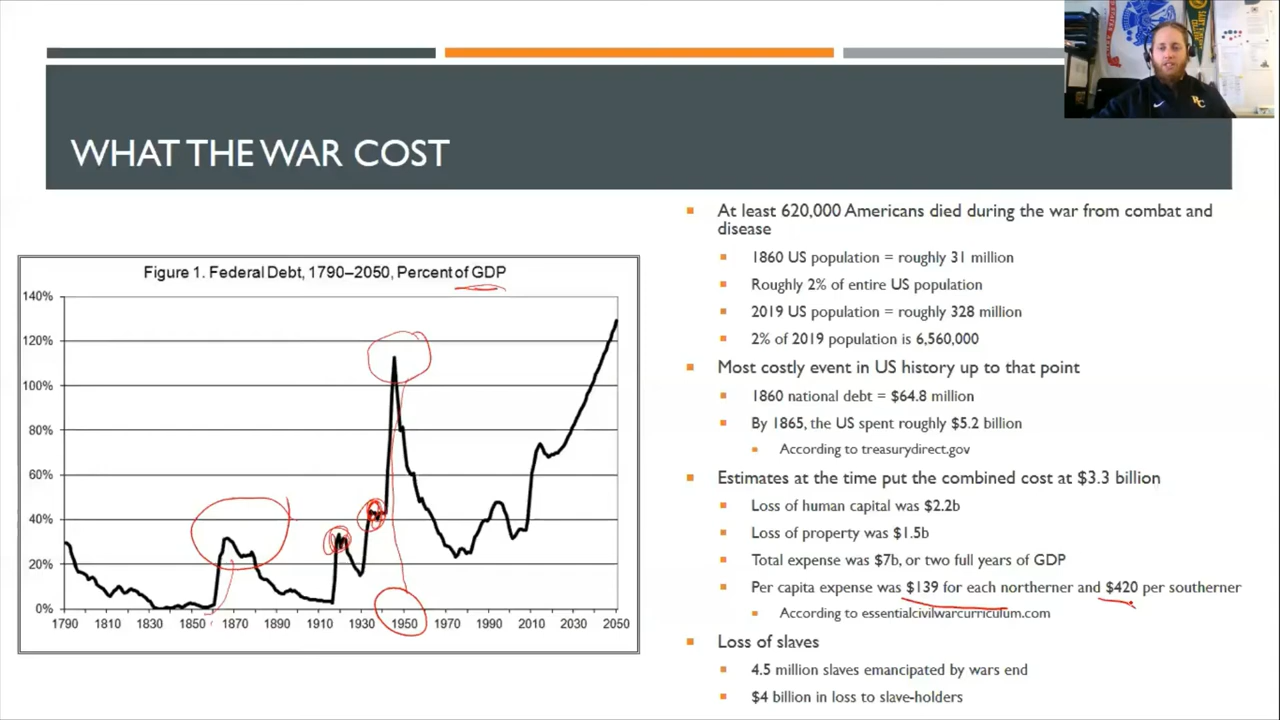 WHAT THE WAR COST
Figure 1. Federal Debt, 1790–2050, Percent of GDP
140%
120%
100%
80%
60%
40%
20%
0%
1790 1810 1830 1850 1870 1890 1910 1930 1950 1970 1990 2010 2030 2050
At least 620,000 Americans died during the war from combat and
disease
1860 US population = roughly 31 million
Roughly 2% of entire US population
2019 US population = roughly 328 million
2% of 2019 population is 6,560,000
Most costly event in US history up to that point
1860 national debt = $64.8 million
By 1865, the US spent roughly $5.2 billion
According to treasurydirect.gov
Estimates at the time put the combined cost at $3.3 billion
Loss of human capital was $2.2b
Loss of property was $1.5b
Total expense was $7b, or two full years of GDP
Per capita expense was $139 for each northerner and $420 per southerner
According to essentialcivilwarcurriculum.com
Loss of slaves
4.5 million slaves emancipated by wars end
$4 billion in loss to slave-holders